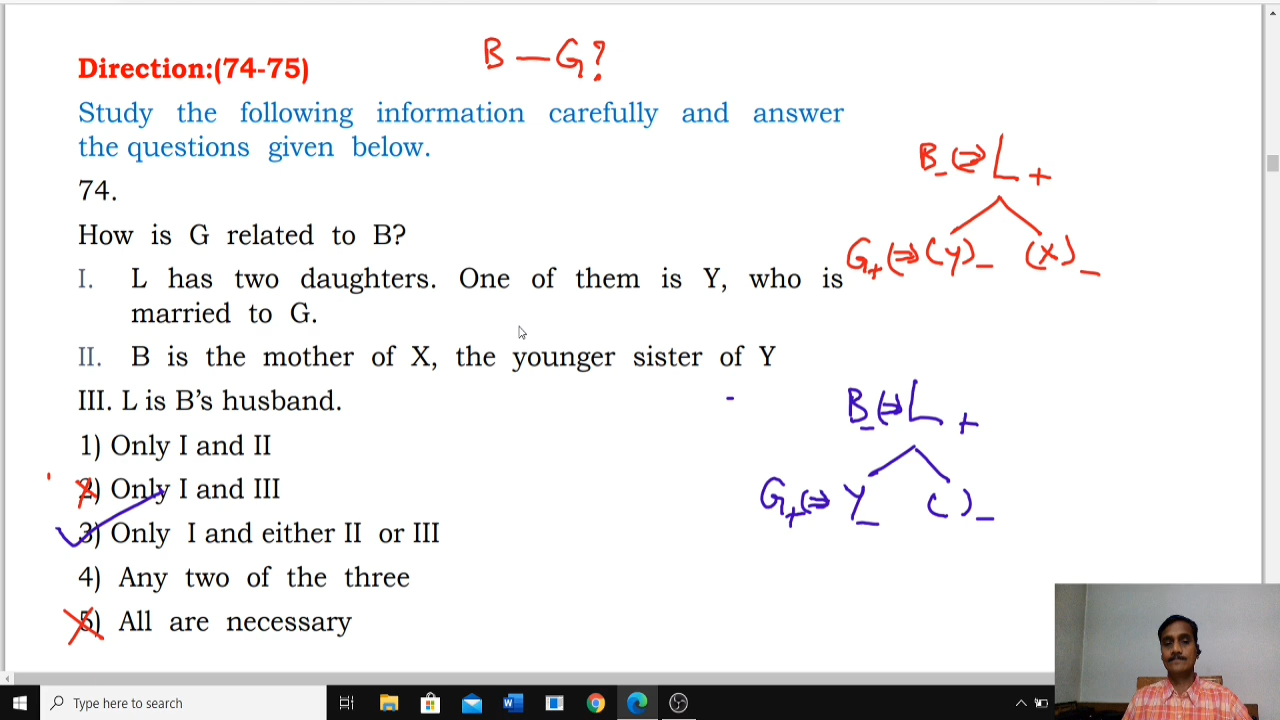 B — G?
Direction:(74-75)
Study the following information carefully and answer
the questions given below.
74.
How is G related to B?
I. L has two daughters. One of them is Y, who is
married to G.
II. B is the mother of X, the younger sister of Y
III. L is B's husband.
1) Only I and II
2) Only I and III
3) Only I and either II or III
4) Any two of the three
5) All are necessary
B - ⇔ L +
G + ⇔ (Y) - (X) -
B - ⇔ L +
G + ⇔ Y - ( ) -
Type here to search